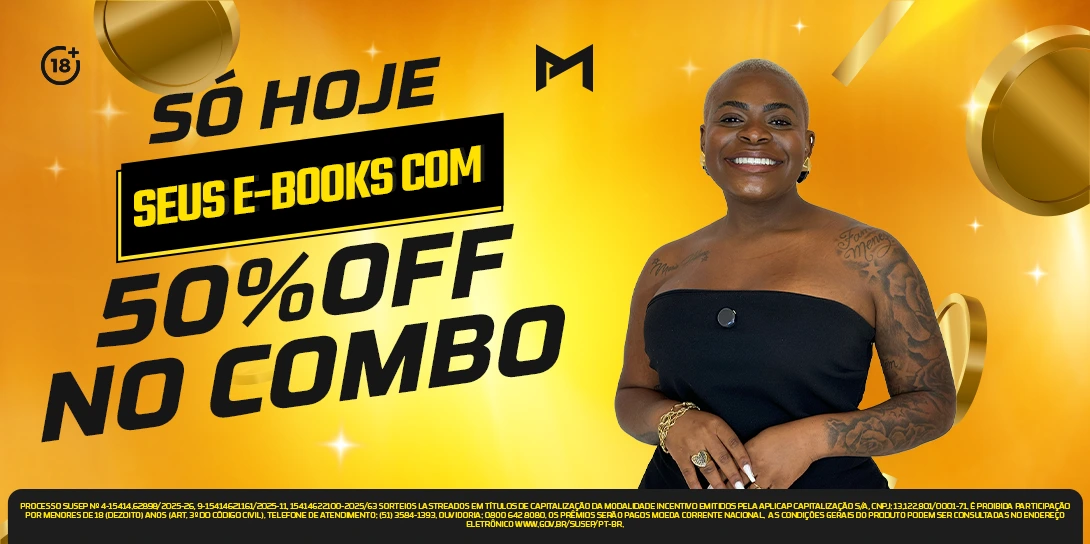 18+
M
SÓ HOJE
SEUS E-BOOKS COM
50%OFF
NO COMBO
PROCESSO SUSEP Nº 4-15414.62898/2025-26, 9-15414621161/2025-11, 15414622100-2025/63 SORTEIOS LASTREADOS EM TÍTULOS DE CAPITALIZAÇÃO DA MODALIDADE INCENTIVO EMITIDOS PELA APLICAP CAPITALIZAÇÃO S/A, CNPJ: 13.122.801/0001-71. É PROIBIDA PARTICIPAÇÃO
POR MENORES DE 18 (DEZOITO) ANOS (ART. 3º DO CÓDIGO CIVIL), TELEFONE DE ATENDIMENTO: (51) 3584-1393, OUVIDORIA: 0800 642 8080. OS PRÊMIOS SERÃO PAGOS MOEDA CORRENTE NACIONAL, AS CONDIÇÕES GERAIS DO PRODUTO PODEM SER CONSULTADAS NO ENDEREÇO
ELETRÔNICO WWW.GOV.BR/SUSEP/PT-BR.